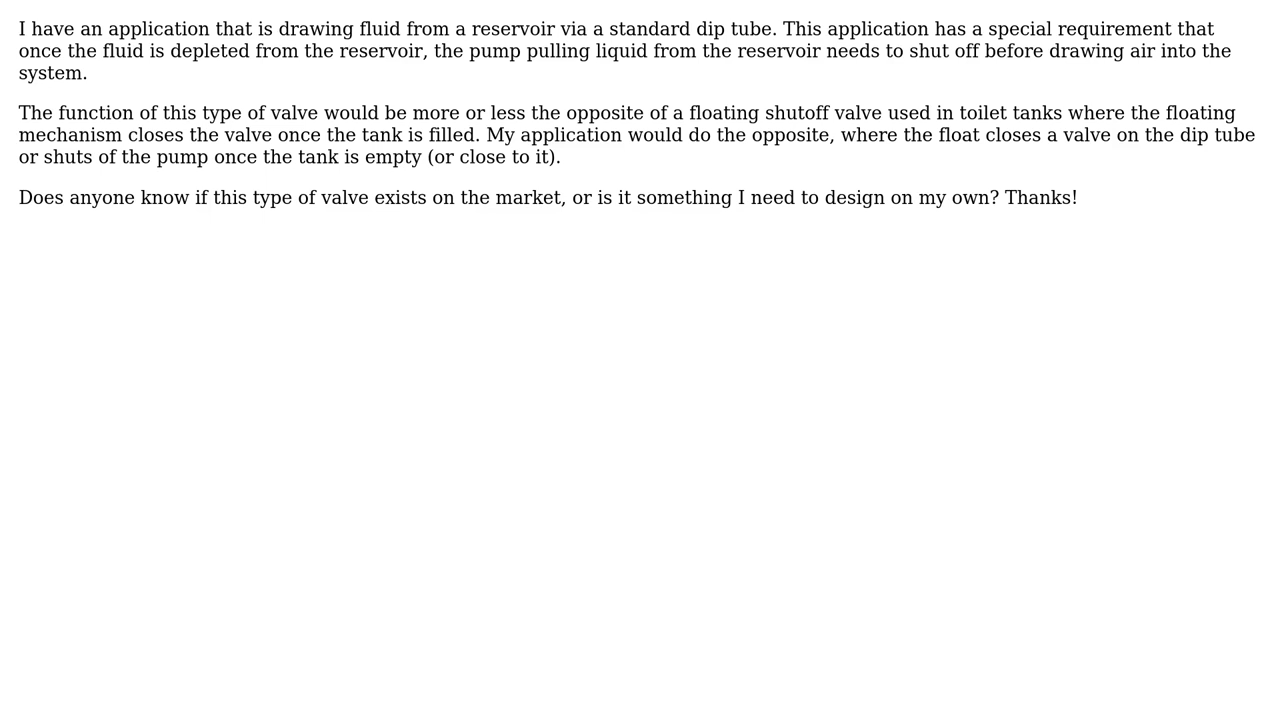 I have an application that is drawing fluid from a reservoir via a standard dip tube. This application has a special requirement that
once the fluid is depleted from the reservoir, the pump pulling liquid from the reservoir needs to shut off before drawing air into the
system.
The function of this type of valve would be more or less the opposite of a floating shutoff valve used in toilet tanks where the floating
mechanism closes the valve once the tank is filled. My application would do the opposite, where the float closes a valve on the dip tube
or shuts of the pump once the tank is empty (or close to it).
Does anyone know if this type of valve exists on the market, or is it something I need to design on my own? Thanks!